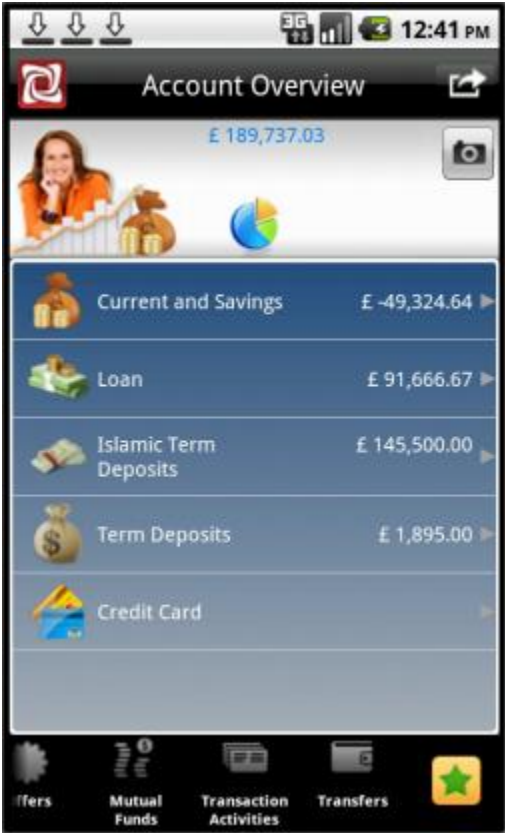 3G
12:41 PM
Account Overview
£ 189,737.03
Current and Savings £ -49,324.64
Loan £ 91,666.67
Islamic Term £ 145,500.00
Deposits
$
Term Deposits £ 1,895.00
Credit Card
ffers Mutual Transaction Transfers
Funds Activities